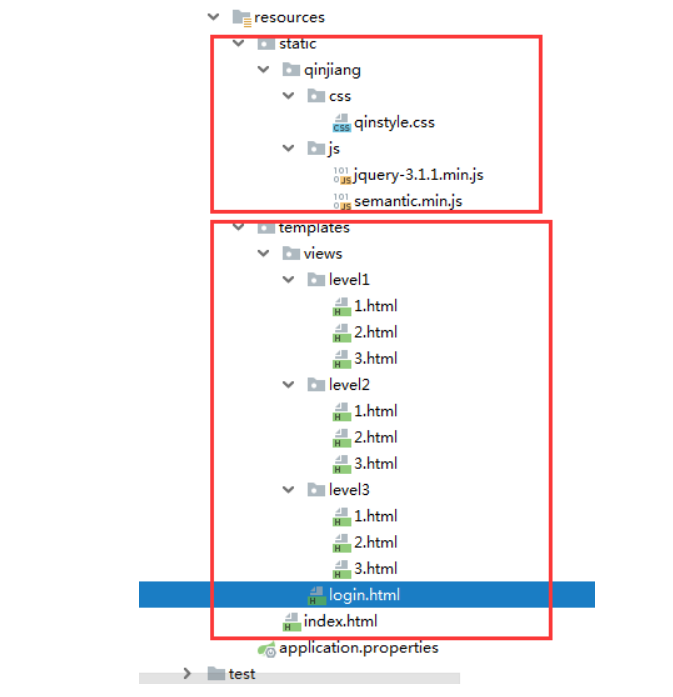 resources
static
qinjiang
css
qinstyle.css
js
jquery-3.1.1.min.js
semantic.min.js
templates
views
level1
1.html
2.html
3.html
level2
1.html
2.html
3.html
level3
1.html
2.html
3.html
login.html
index.html
application.properties
test